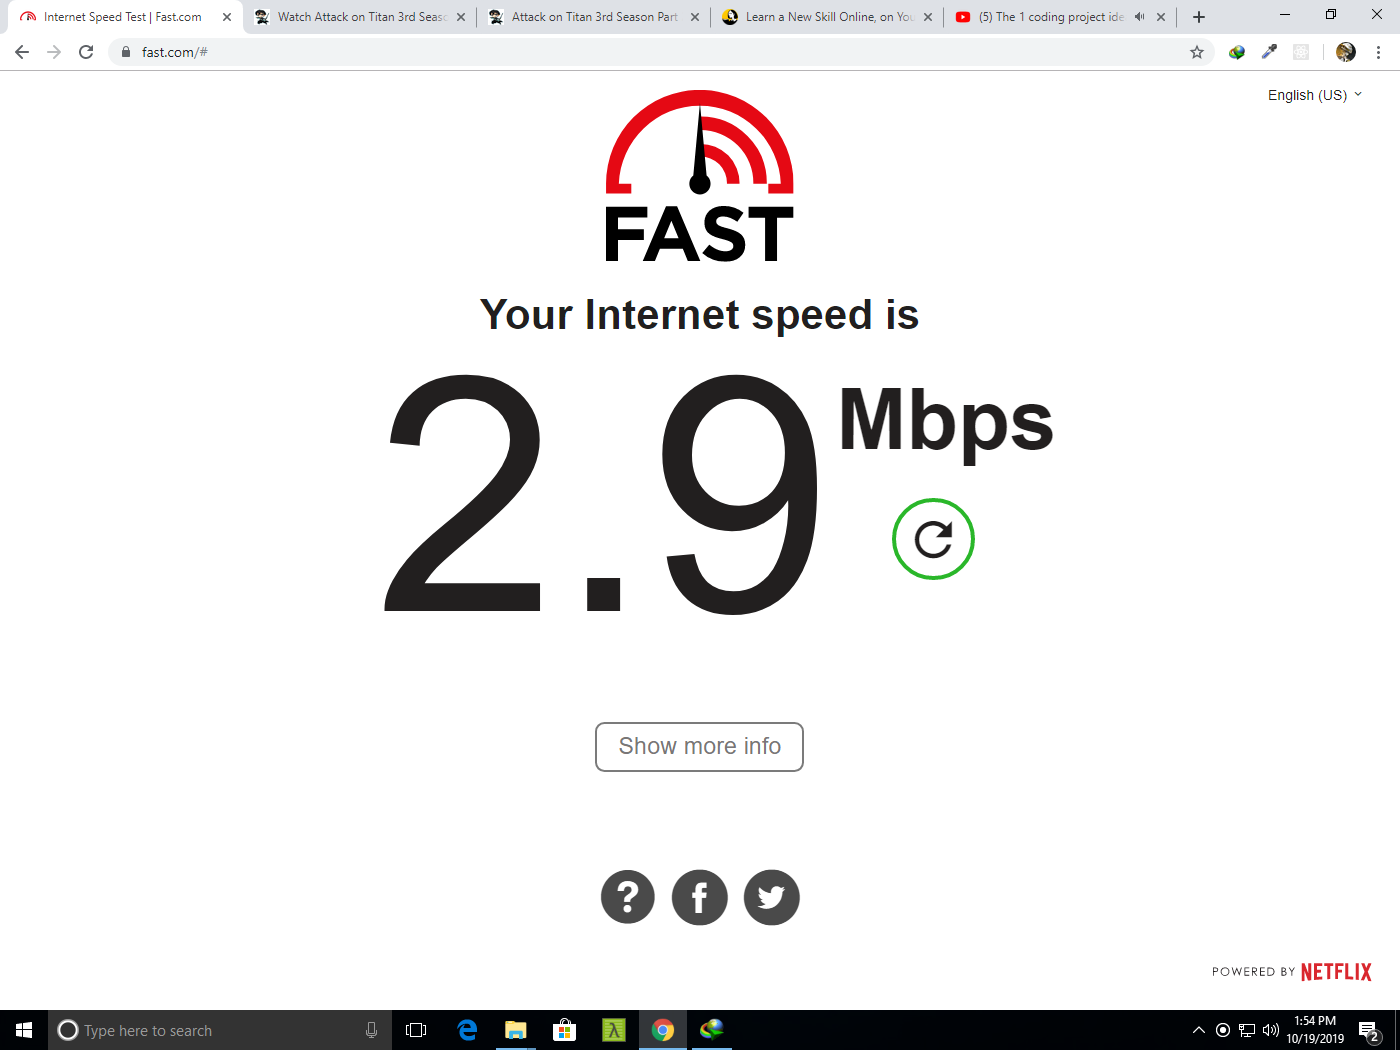 Internet Speed Test | Fast.com
Watch Attack on Titan 3rd Seaso
Attack on Titan 3rd Season Part
Learn a New Skill Online, on You
(5) The 1 coding project ide
fast.com/#
English (US)
FAST
Your Internet speed is
2.9 Mbps
Show more info
?
f
POWERED BY NETFLIX
Type here to search
1:54 PM
10/19/2019
2